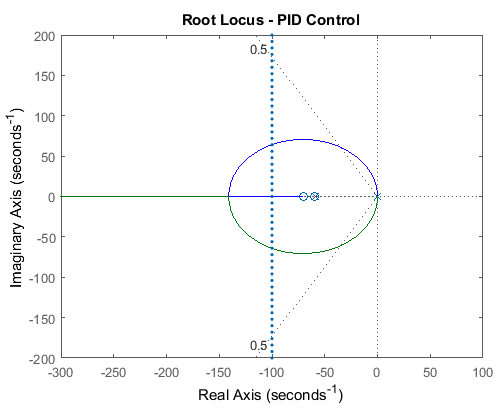 Root Locus - PID Control
200
150
100
50
0
-50
-100
-150
-200
Imaginary Axis (seconds⁻¹)
0.5
0.5
-300 -250 -200 -150 -100 -50 0 50 100
Real Axis (seconds⁻¹)